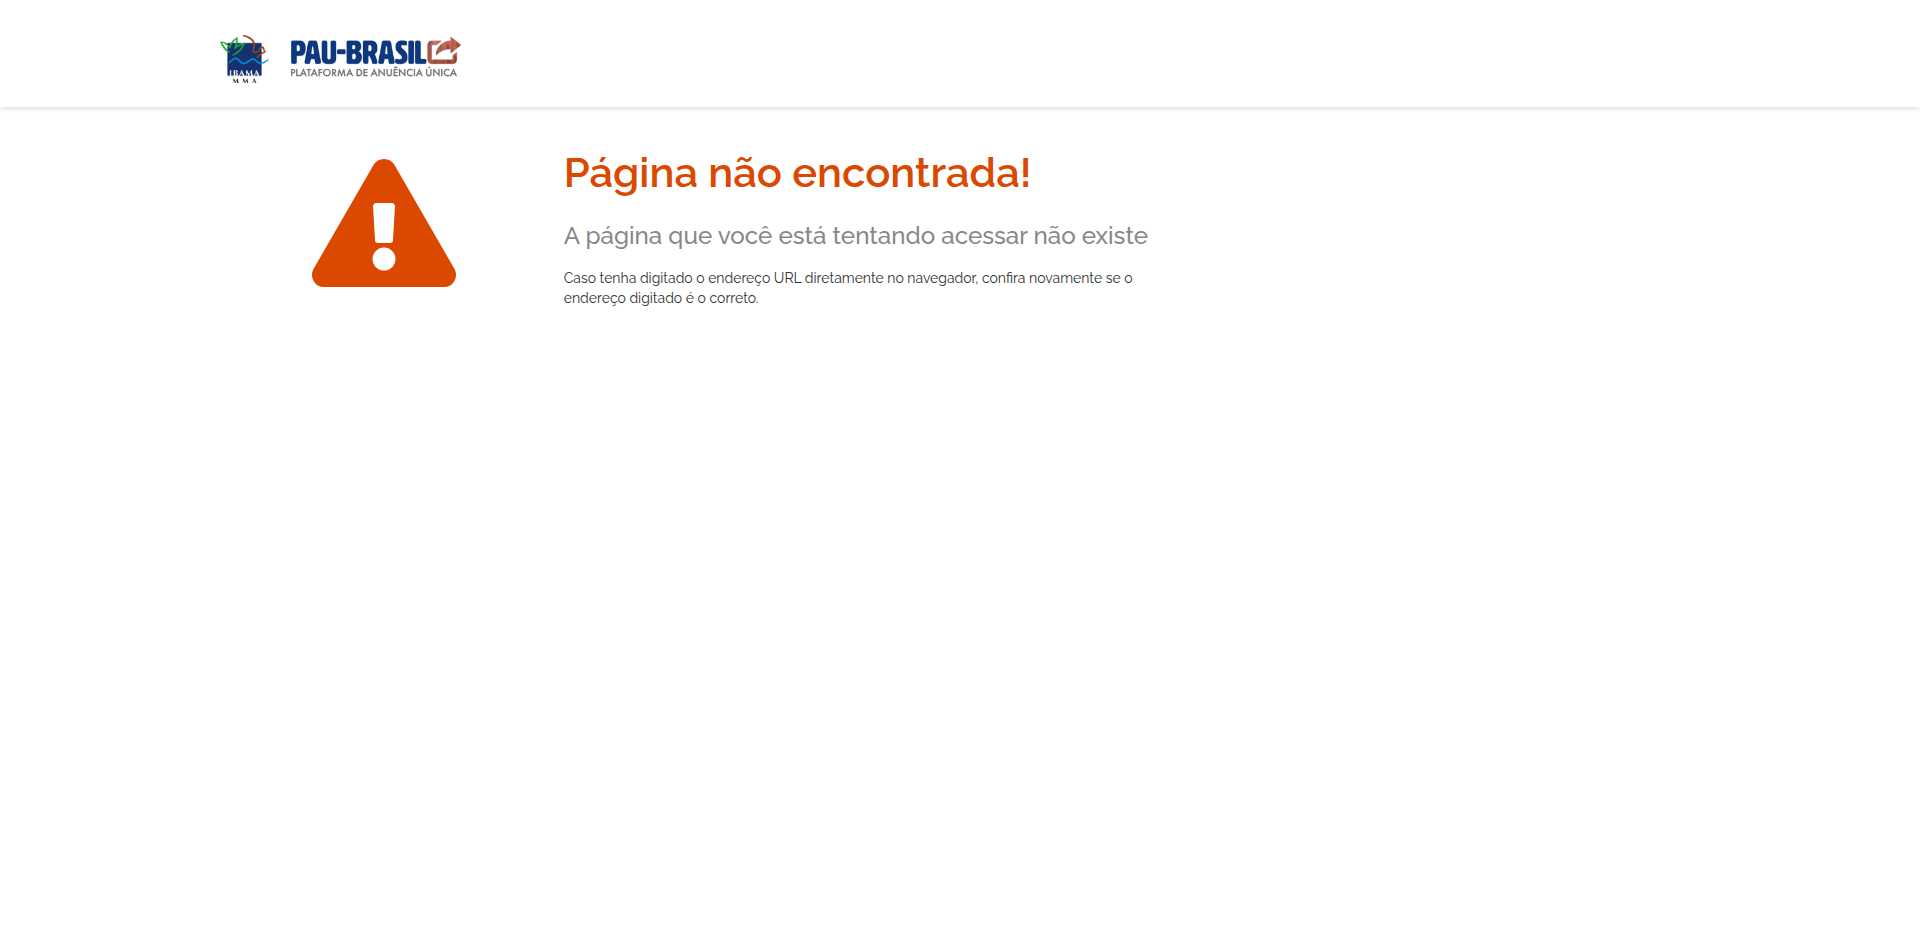 IBAMA
M M A
PAU-BRASIL
PLATAFORMA DE ANUÊNCIA ÚNICA
Página não encontrada!
A página que você está tentando acessar não existe
Caso tenha digitado o endereço URL diretamente no navegador, confira novamente se o
endereço digitado é o correto.